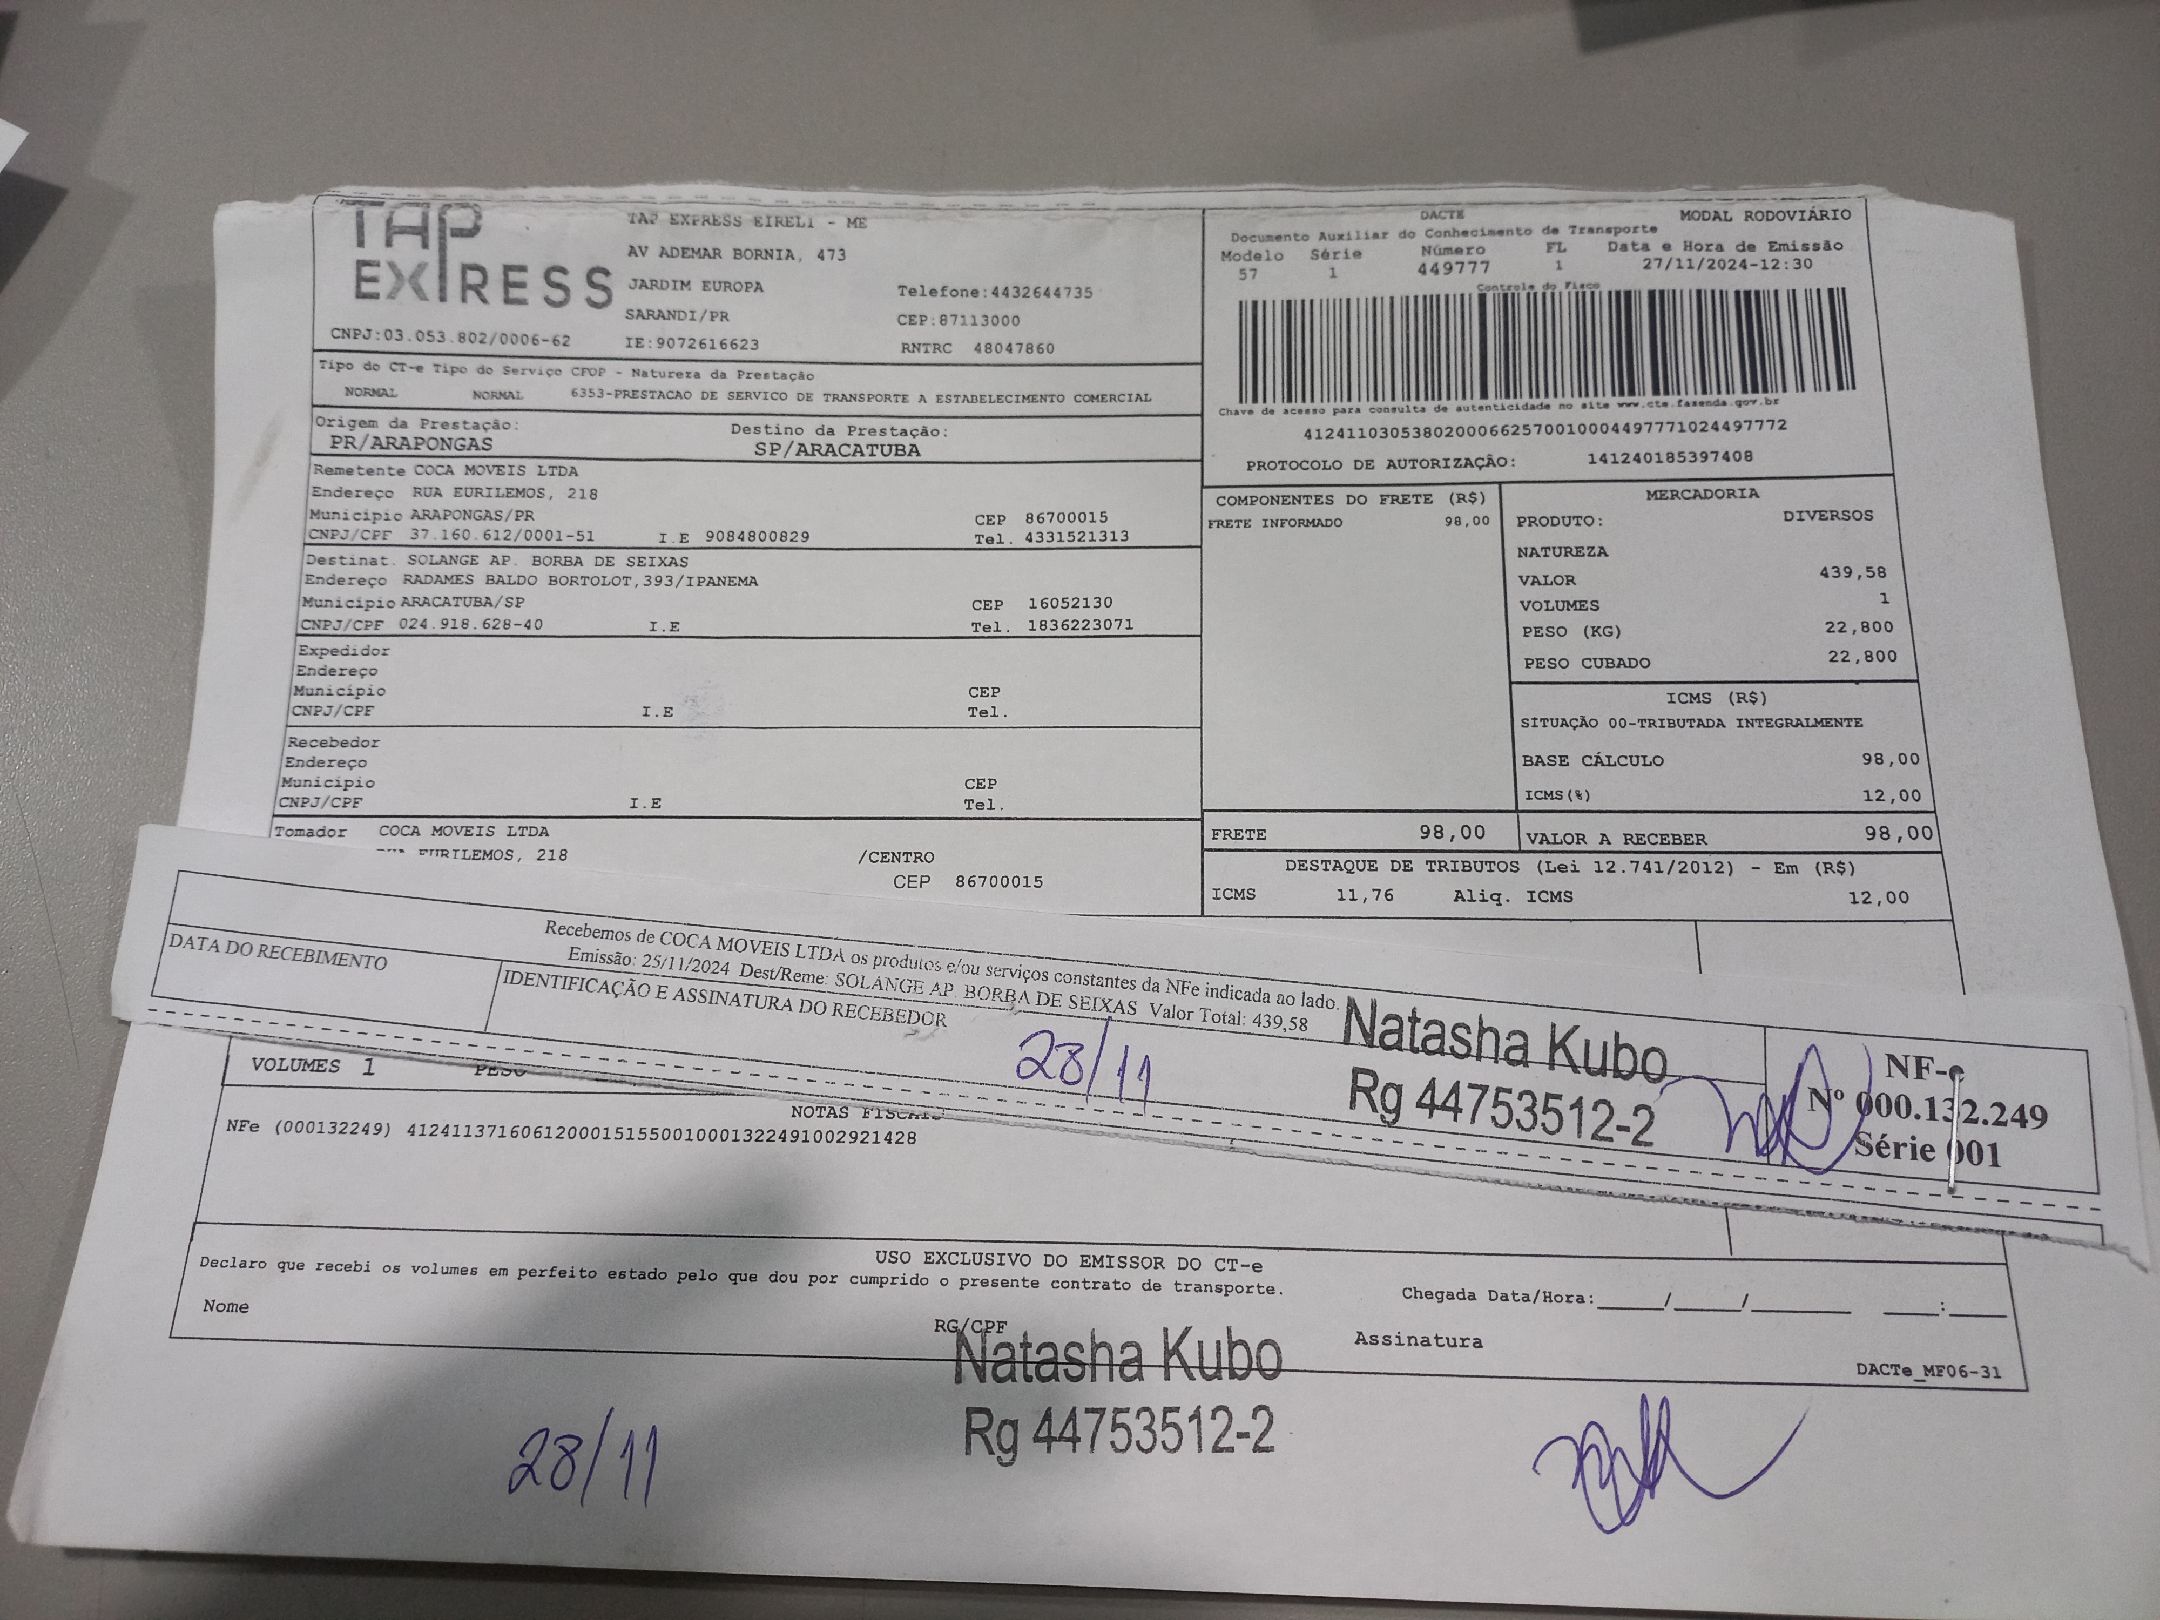 TAP EXPRESS
CNPJ:03.053.802/0006-62
TAP EXPRESS EIRELI - ME
AV ADEMAR BORNIA, 473
JARDIM EUROPA
SARANDI/PR
IE:9072616623
Telefone:4432644735
CEP:87113000
RNTRC 48047860
Tipo do CT-e Tipo do Serviço CFOP - Natureza da Prestação
NORMAL NORMAL 6353-PRESTACAO DE SERVICO DE TRANSPORTE A ESTABELECIMENTO COMERCIAL
Origem da Prestação: Destino da Prestação:
PR/ARAPONGAS SP/ARACATUBA
DACTE MODAL RODOVIÁRIO
Documento Auxiliar do Conhecimento de Transporte
Modelo Série Número FL Data e Hora de Emissão
57 1 449777 1 27/11/2024-12:30
Controle do Fisco
Chave de acesso para consulta de autenticidade no site www.cte.fazenda.gov.br
41241103053802000662570010004497771024497772
PROTOCOLO DE AUTORIZAÇÃO: 141240185397408
Remetente COCA MOVEIS LTDA
Endereço RUA EURILEMOS, 218
Município ARAPONGAS/PR CEP 86700015
CNPJ/CPF 37.160.612/0001-51 I.E 9084800829 Tel. 4331521313
Destinat. SOLANGE AP. BORBA DE SEIXAS
Endereço RADAMES BALDO BORTOLOT,393/IPANEMA
Município ARACATUBA/SP CEP 16052130
CNPJ/CPF 024.918.628-40 I.E Tel. 1836223071
Expedidor
Endereço
Município CEP
CNPJ/CPF I.E Tel.
Recebedor
Endereço
Município CEP
CNPJ/CPF I.E Tel.
Tomador COCA MOVEIS LTDA
EURILEMOS, 218 /CENTRO
CEP 86700015
COMPONENTES DO FRETE (R$)
FRETE INFORMADO 98,00
MERCADORIA
PRODUTO: DIVERSOS
NATUREZA
VALOR 439,58
VOLUMES 1
PESO (KG) 22,800
PESO CUBADO 22,800
ICMS (R$)
SITUAÇÃO 00-TRIBUTADA INTEGRALMENTE
BASE CÁLCULO 98,00
ICMS(%) 12,00
FRETE 98,00 VALOR A RECEBER 98,00
DESTAQUE DE TRIBUTOS (Lei 12.741/2012) - Em (R$)
ICMS 11,76 Aliq. ICMS 12,00
Recebemos de COCA MOVEIS LTDA os produtos e/ou serviços constantes da NFe indicada ao lado.
Emissão: 25/11/2024 Dest/Reme: SOLANGE AP. BORBA DE SEIXAS Valor Total: 439,58
DATA DO RECEBIMENTO
IDENTIFICAÇÃO E ASSINATURA DO RECEBEDOR
28/11
Natasha Kubo
Rg 44753512-2
NF-e
Nº 000.132.249
Série 001
VOLUMES 1 PESO
NOTAS FISCAIS
NFe (000132249) 41241137160612000151550010001322491002921428
USO EXCLUSIVO DO EMISSOR DO CT-e
Declaro que recebi os volumes em perfeito estado pelo que dou por cumprido o presente contrato de transporte.
Chegada Data/Hora:_____/_____/_______ ____:____
Nome RG/CPF Assinatura
Natasha Kubo
Rg 44753512-2
DACTe_MF06-31
28/11